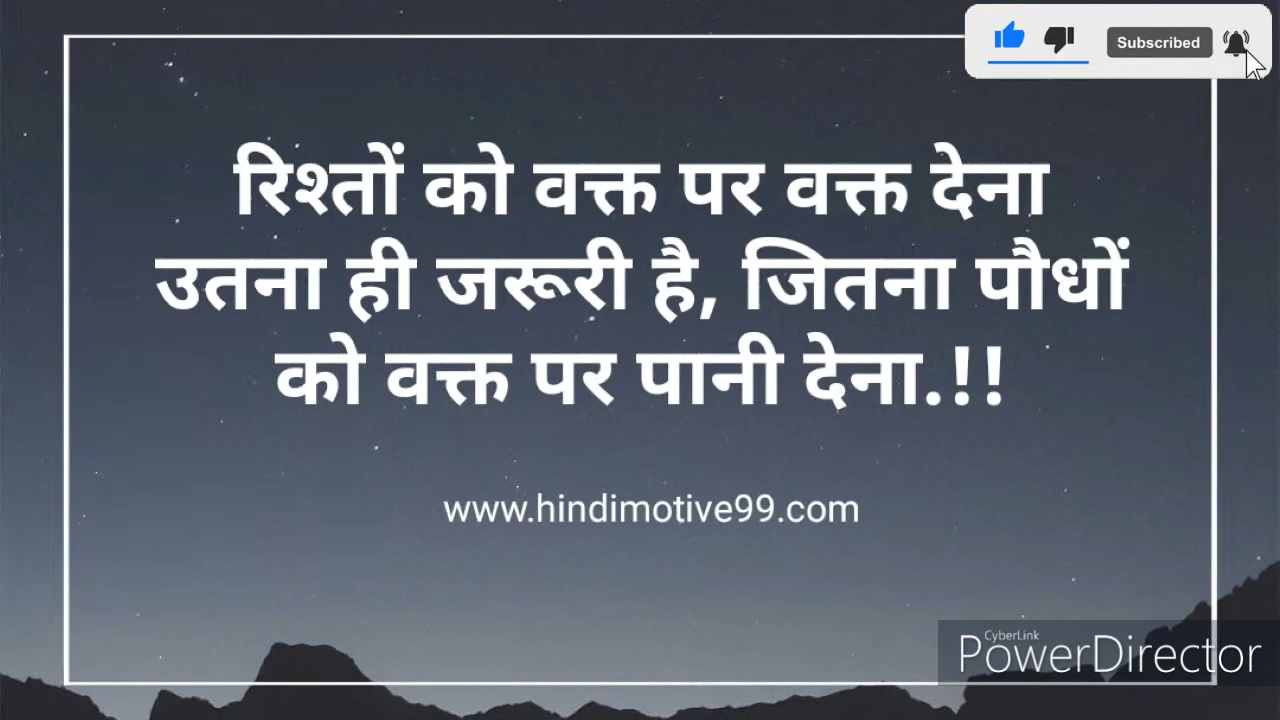 Subscribed
रिश्तों को वक्त पर वक्त देना
उतना ही जरूरी है, जितना पौधों
को वक्त पर पानी देना.!!
www.hindimotive99.com
CyberLink
PowerDirector